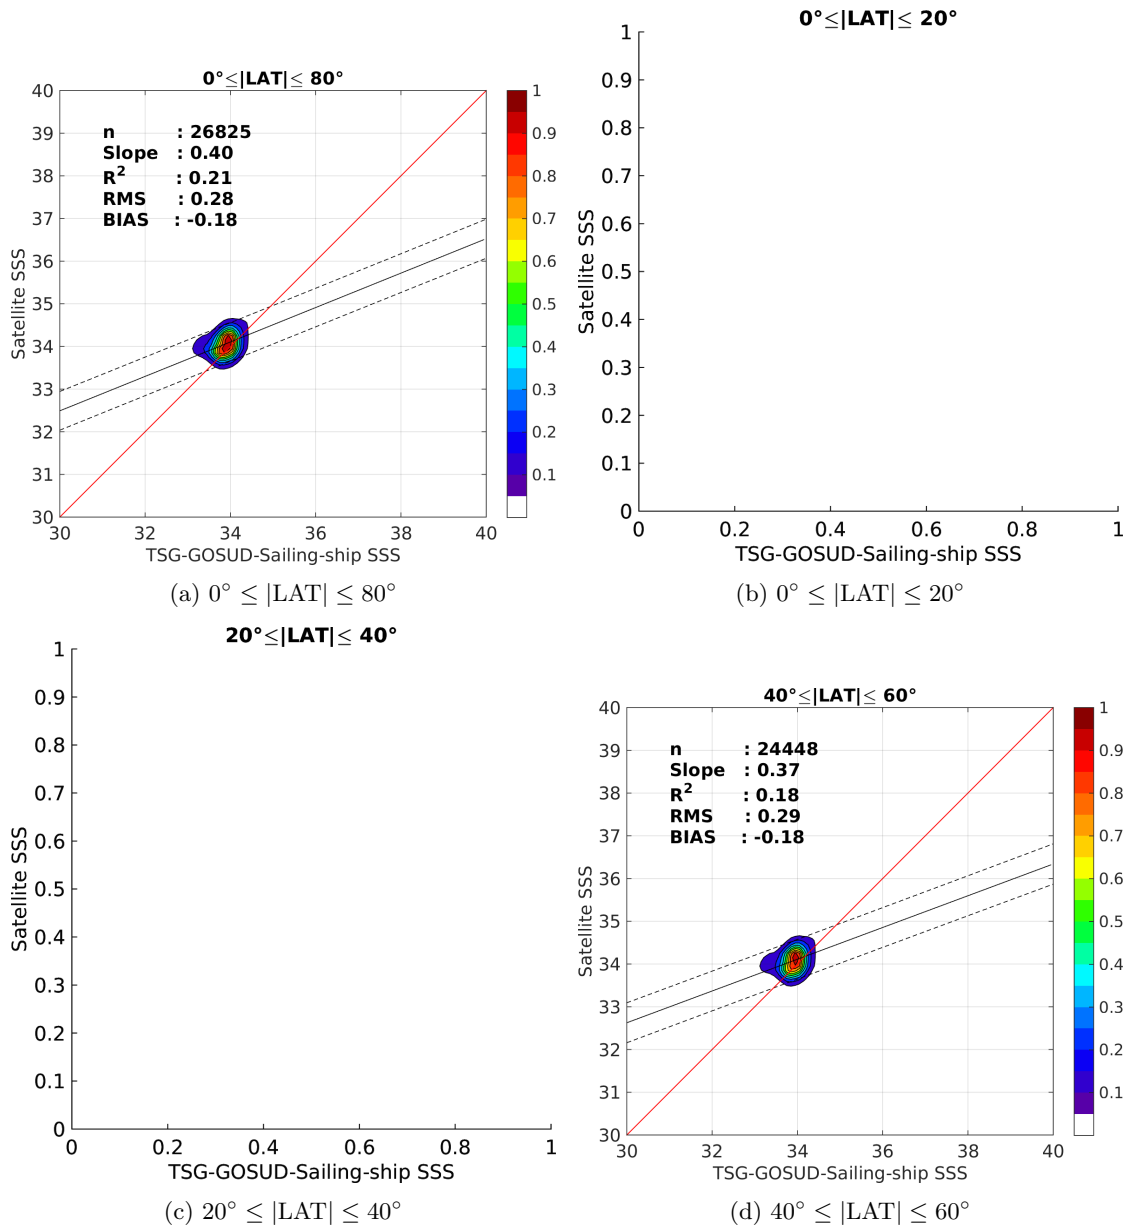 0°≤|LAT|≤ 80°
40
39
38
37
36
35
34
33
32
31
30
Satellite SSS
n : 26825
Slope : 0.40
R² : 0.21
RMS : 0.28
BIAS : -0.18
30 32 34 36 38 40
TSG-GOSUD-Sailing-ship SSS
1
0.9
0.8
0.7
0.6
0.5
0.4
0.3
0.2
0.1
(a) 0° ≤ |LAT| ≤ 80°
0°≤|LAT|≤ 20°
1
0.9
0.8
0.7
0.6
0.5
0.4
0.3
0.2
0.1
0
Satellite SSS
0 0.2 0.4 0.6 0.8 1
TSG-GOSUD-Sailing-ship SSS
(b) 0° ≤ |LAT| ≤ 20°
20°≤|LAT|≤ 40°
1
0.9
0.8
0.7
0.6
0.5
0.4
0.3
0.2
0.1
0
Satellite SSS
0 0.2 0.4 0.6 0.8 1
TSG-GOSUD-Sailing-ship SSS
(c) 20° ≤ |LAT| ≤ 40°
40°≤|LAT|≤ 60°
40
39
38
37
36
35
34
33
32
31
30
Satellite SSS
n : 24448
Slope : 0.37
R² : 0.18
RMS : 0.29
BIAS : -0.18
30 32 34 36 38 40
TSG-GOSUD-Sailing-ship SSS
1
0.9
0.8
0.7
0.6
0.5
0.4
0.3
0.2
0.1
(d) 40° ≤ |LAT| ≤ 60°